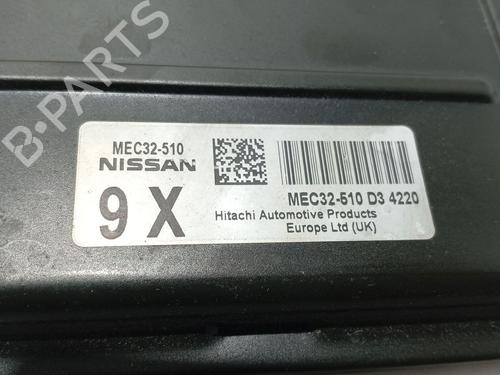 B-PARTS
MEC32-510
NISSAN
9 X
MEC32-510 D3 4220
Hitachi Automotive Products
Europe Ltd (UK)